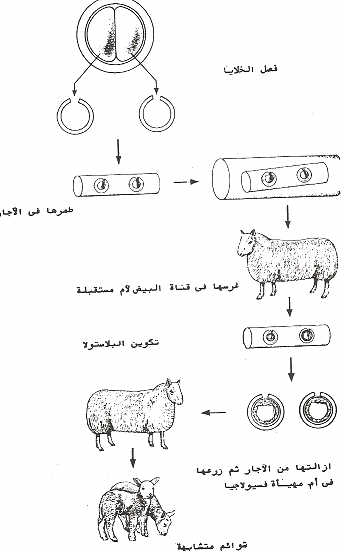 فصل الخلايا
طمرها فى الآجار
غرسها فى قناة البيض لأم مستقبلة
تكوين البلاستولا
ازالتها من الآجار ثم زرعها
فى أم مهيأة فسيولاجيا
توائم متشابهة